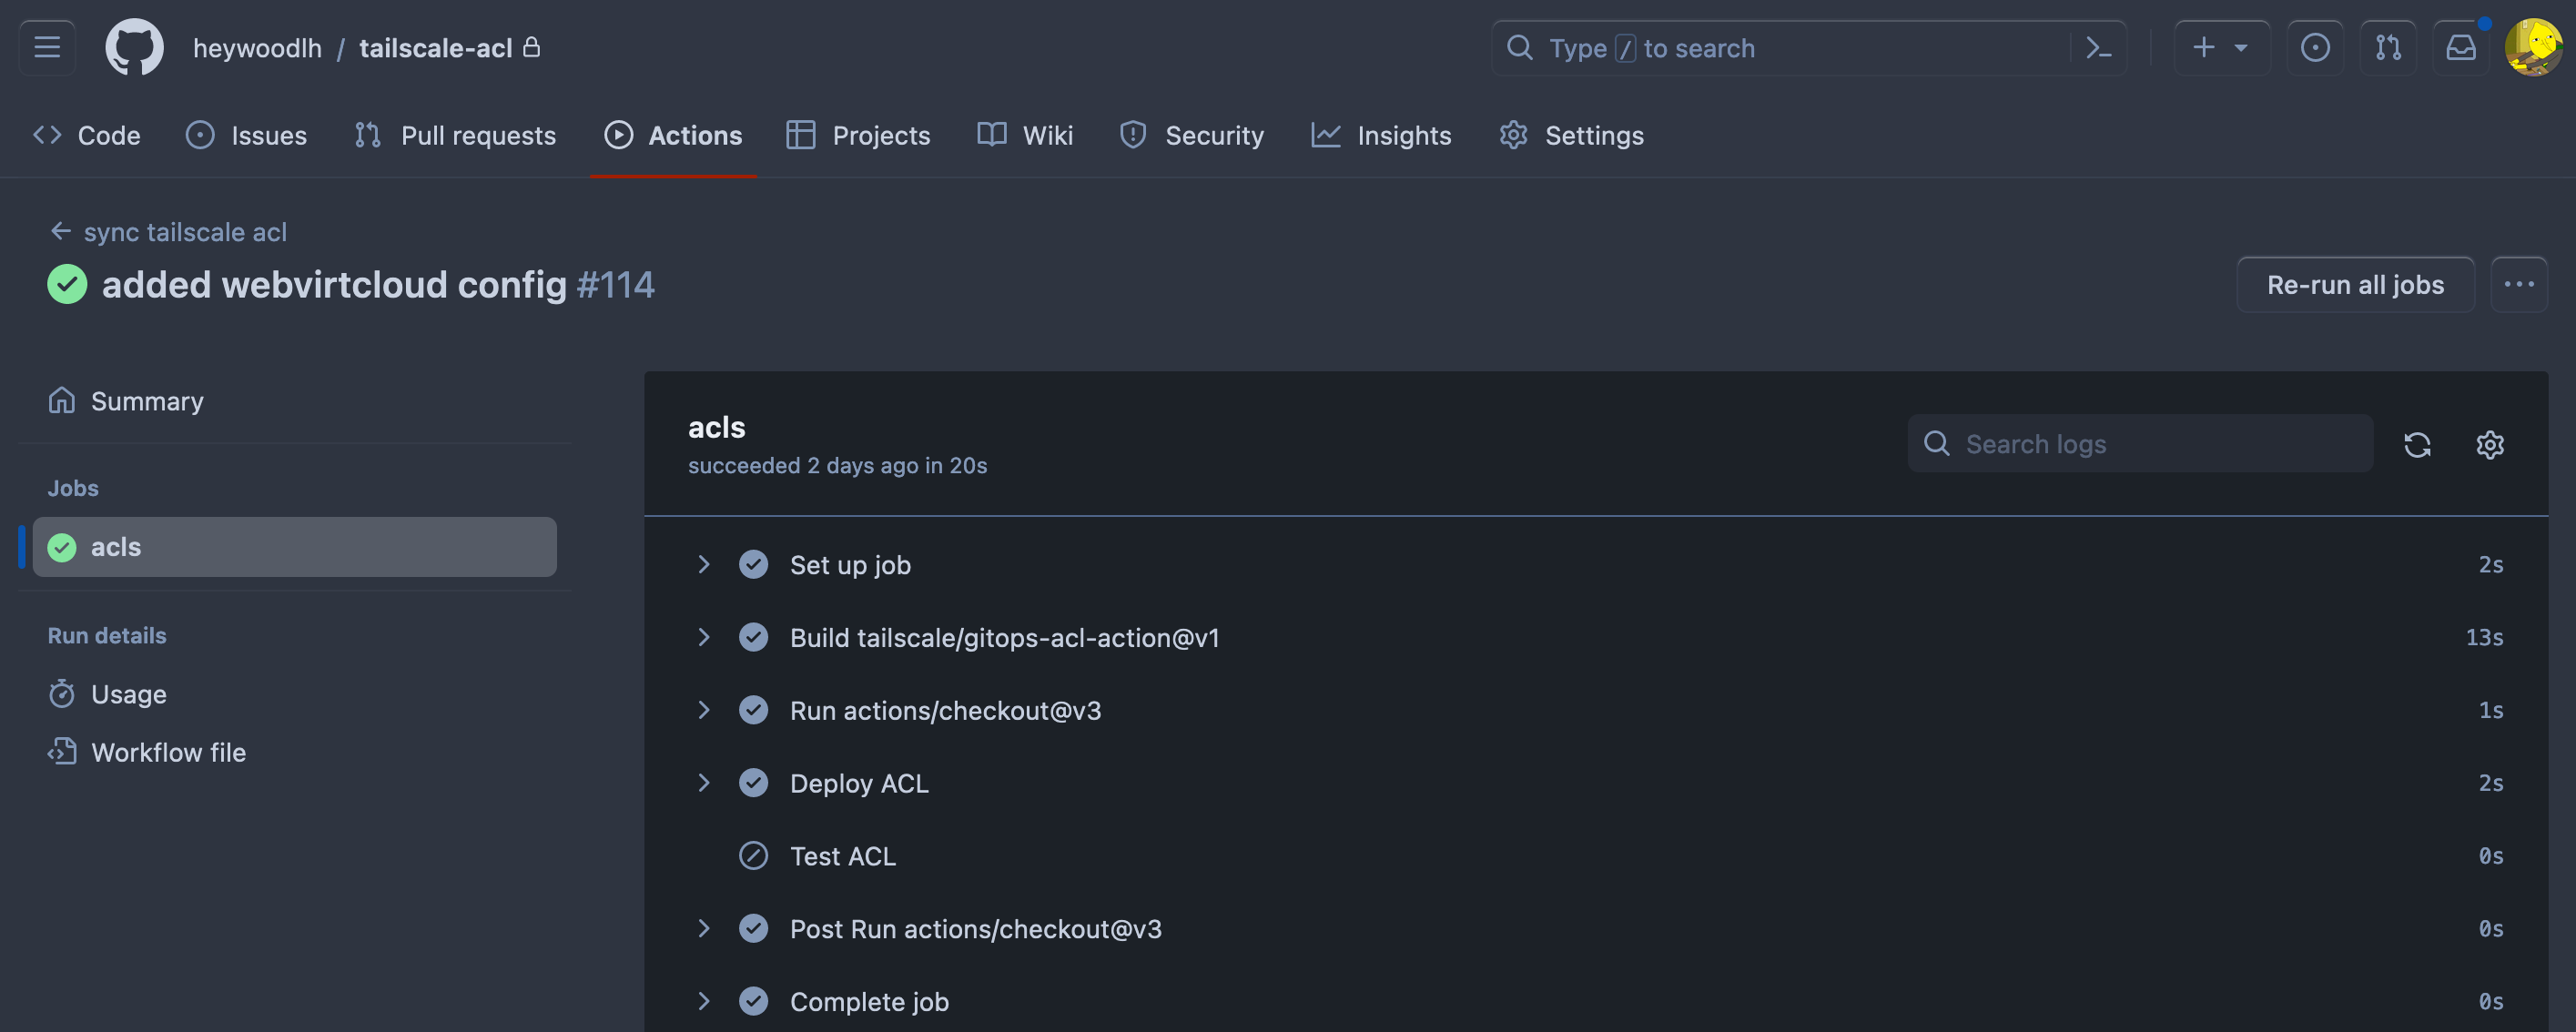 heywoodlh / tailscale-acl
Type / to search
Code Issues Pull requests Actions Projects Wiki Security Insights Settings
sync tailscale acl
added webvirtcloud config #114
Re-run all jobs
Summary
Jobs
acls
Run details
Usage
Workflow file
acls
succeeded 2 days ago in 20s
Search logs
Set up job 2s
Build tailscale/gitops-acl-action@v1 13s
Run actions/checkout@v3 1s
Deploy ACL 2s
Test ACL 0s
Post Run actions/checkout@v3 0s
Complete job 0s